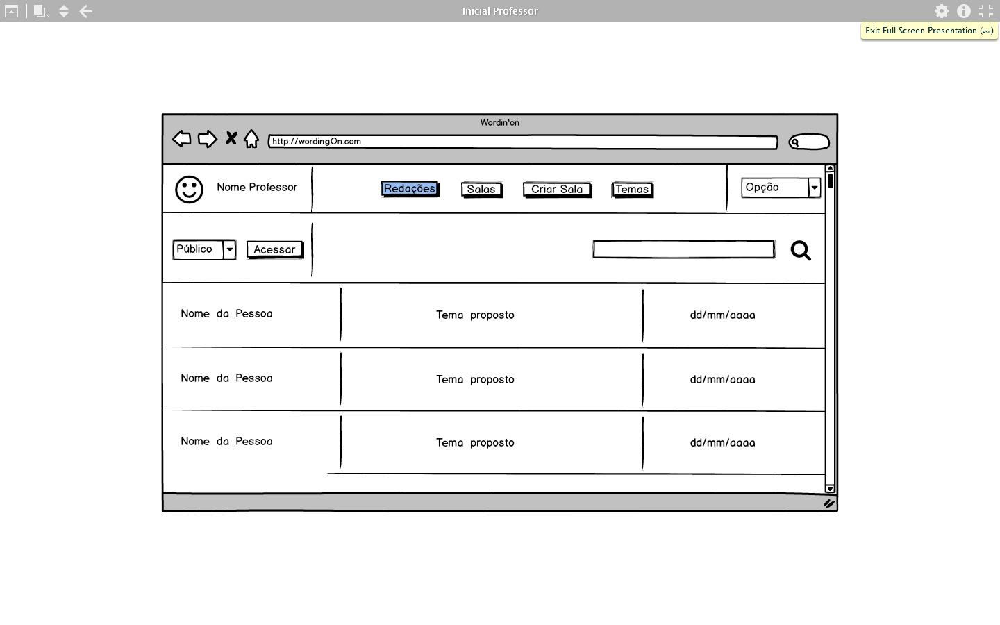 Inicial Professor
Exit Full Screen Presentation (esc)
Wordin'on
http://wordingOn.com
Nome Professor
Redações
Salas
Criar Sala
Temas
Opção
Público
Acessar
Nome da Pessoa
Tema proposto
dd/mm/aaaa
Nome da Pessoa
Tema proposto
dd/mm/aaaa
Nome da Pessoa
Tema proposto
dd/mm/aaaa